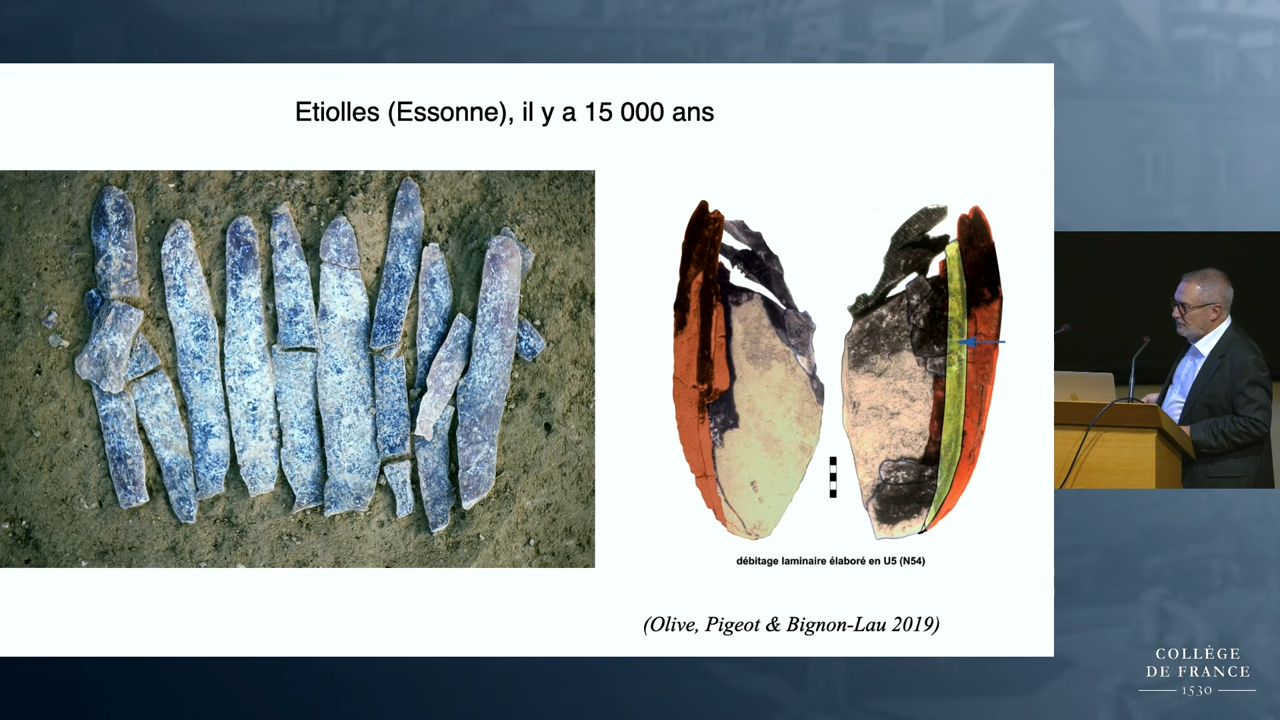 Etiolles (Essonne), il y a 15 000 ans
débitage laminaire élaboré en U5 (N54)
(Olive, Pigeot & Bignon-Lau 2019)
COLLÈGE
DE FRANCE
1530